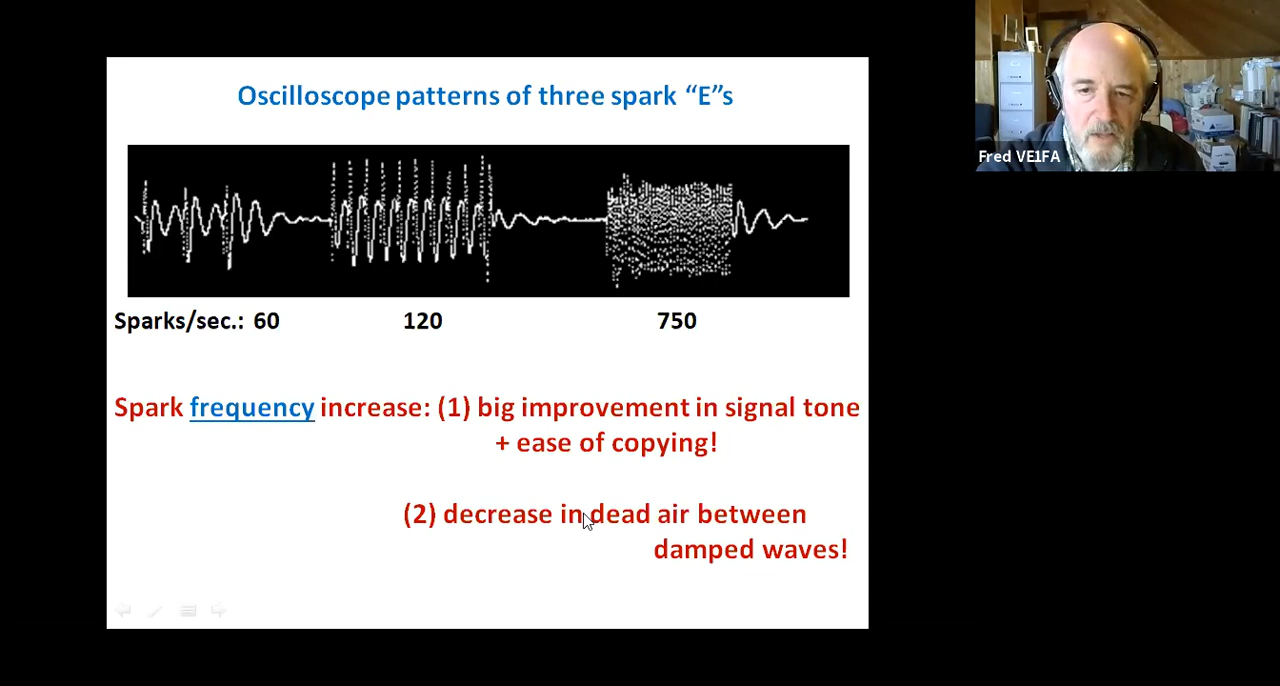 Oscilloscope patterns of three spark “E”s
Sparks/sec.: 60 120 750
Spark frequency increase: (1) big improvement in signal tone
+ ease of copying!
(2) decrease in dead air between
damped waves!
Fred VE1FA